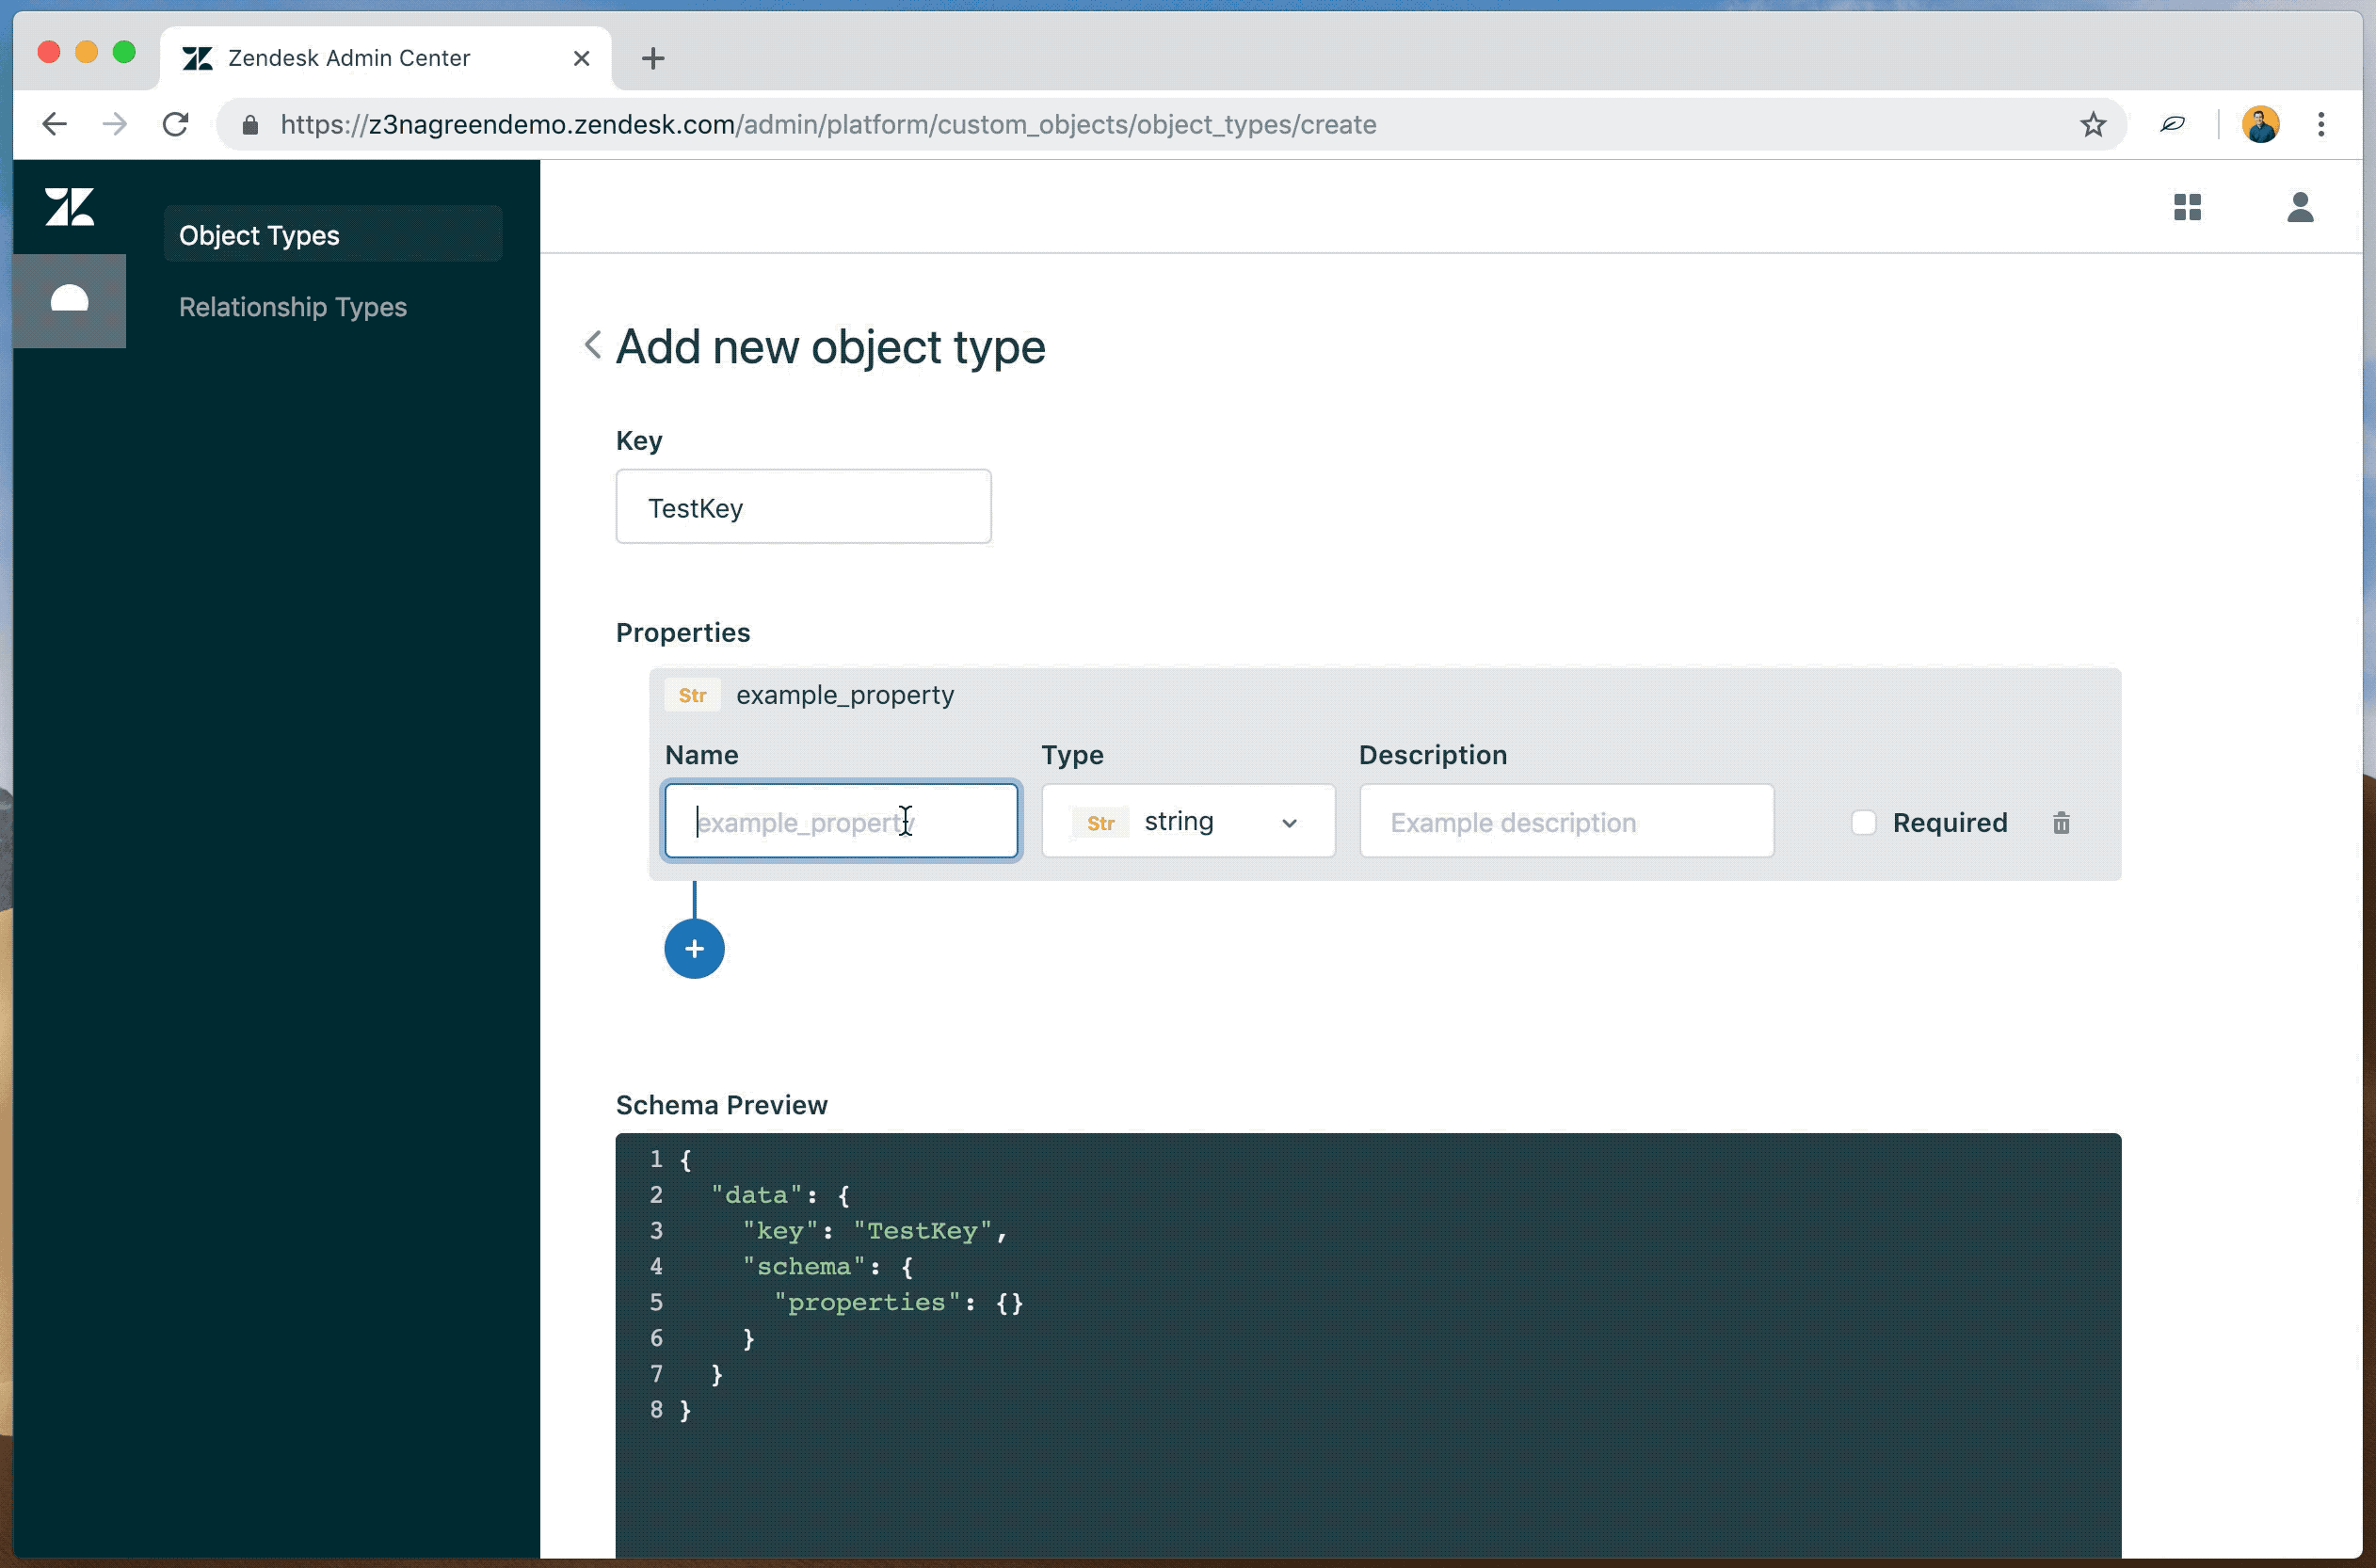 Zendesk Admin Center
https://z3nagreendemo.zendesk.com/admin/platform/custom_objects/object_types/create
Object Types
Relationship Types
Add new object type
Key
TestKey
Properties
Str example_property
Name Type Description
example_property Str string Example description Required
Schema Preview
1 {
2 "data": {
3 "key": "TestKey",
4 "schema": {
5 "properties": {}
6 }
7 }
8 }